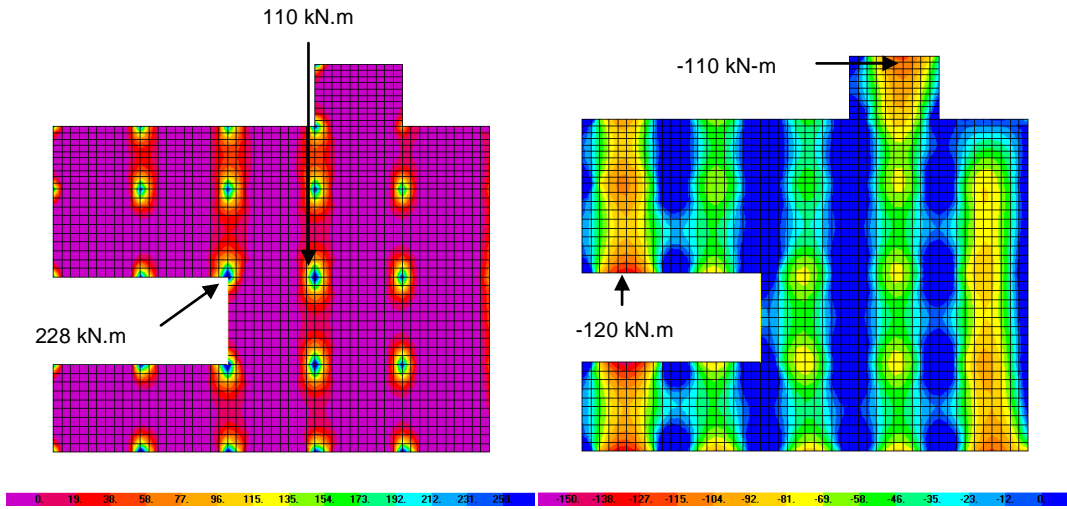 110 kN.m
-110 kN-m
228 kN.m
-120 kN.m
0. 19. 38. 58. 77. 96. 115. 135. 154. 173. 192. 212. 231. 250.
-150. -138. -127. -115. -104. -92. -81. -69. -58. -46. -35. -23. -12. 0.